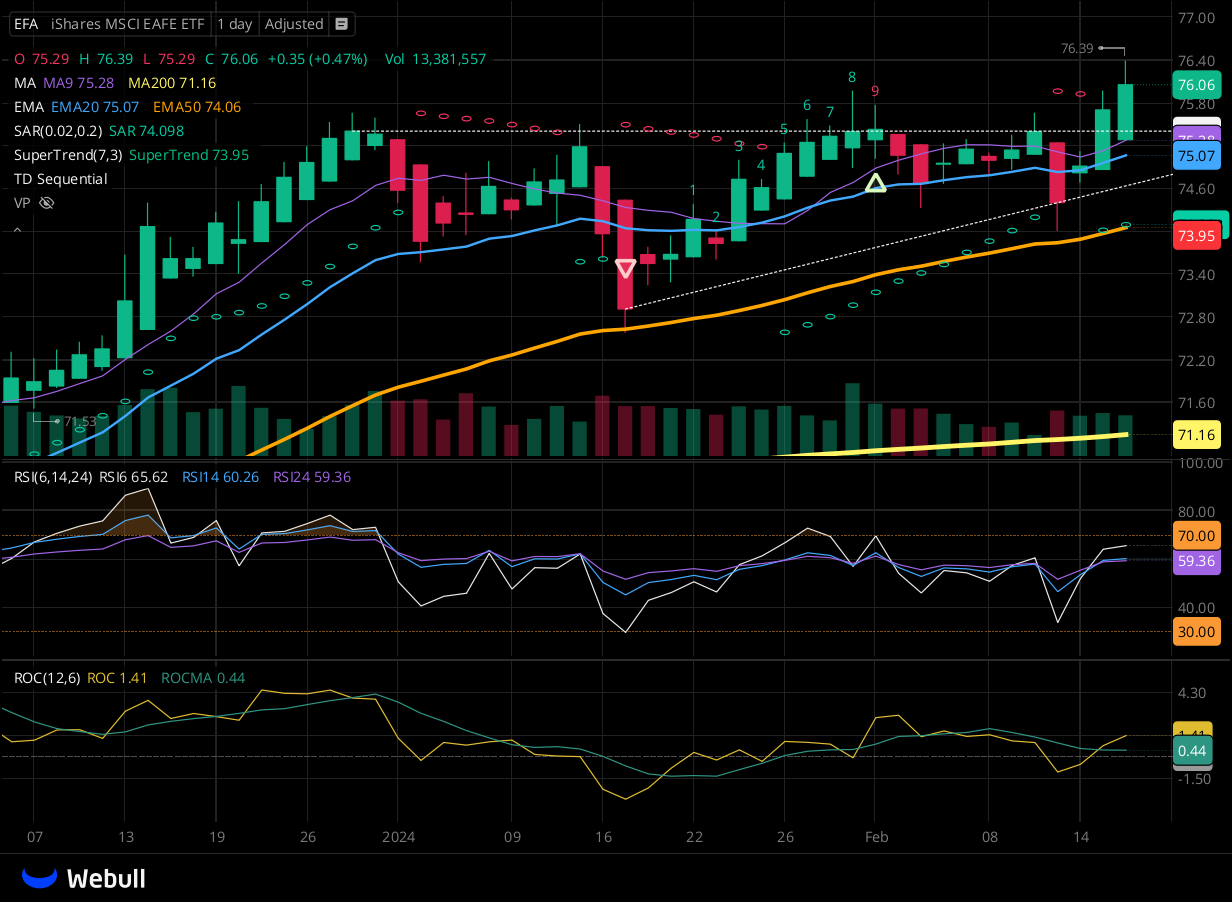 EFA iShares MSCI EAFE ETF 1 day Adjusted
O 75.29 H 76.39 L 75.29 C 76.06 +0.35 (+0.47%) Vol 13,381,557
MA MA9 75.28 MA200 71.16
EMA EMA20 75.07 EMA50 74.06
SAR(0.02,0.2) SAR 74.098
SuperTrend(7,3) SuperTrend 73.95
TD Sequential
VP
76.39
1 2 3 4 5 6 7 8 9
71.53
77.00
76.40
76.06
75.80
75.07
74.60
73.95
73.40
72.80
72.20
71.60
71.16
RSI(6,14,24) RSI6 65.62 RSI14 60.26 RSI24 59.36
100.00
80.00
70.00
59.36
40.00
30.00
ROC(12,6) ROC 1.41 ROCMA 0.44
4.30
1.41
0.44
-1.50
07 13 19 26 2024 09 16 22 26 Feb 08 14
Webull